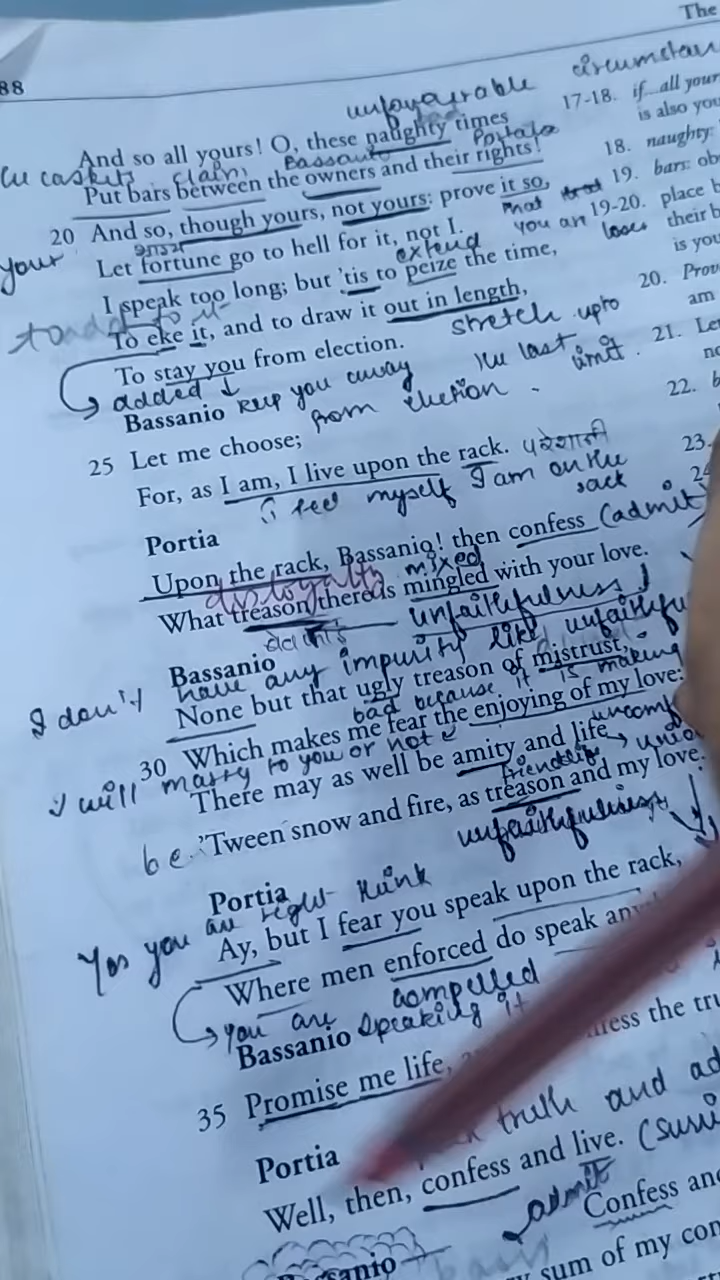 The
88
circumstan
unfavourable
17-18. if...all your
And so all yours! O, these naughty times
is also you
claim, Bassanio
18. naughty:
Put bars between the owners and their rights!
19. bars: obs
20 And so, though yours, not yours: prove it so,
that
you are
19-20. place b
Let fortune go to hell for it, not I.
loses their b
your
extend
is you
I speak too long; but 'tis to peize the time,
20. Prov
am
To eke it, and to draw it out in length,
stretch upto
21. Le
no
To stay you from election.
the last limit.
added
keep you away from election.
22. b
Bassanio
25 Let me choose;
23.
For, as I am, I live upon the rack. परेशानी
24
I feel myself I am on the rack
Portia
Upon the rack, Bassanio! then confess (admit)
disloyalty mixed
What treason there is mingled with your love.
unfaithfulness
Bassanio
I don't have any impurity like unfaithfu
None but that ugly treason of mistrust,
bad because it is making
30 Which makes me fear the enjoying of my love:
uncomf
I will marry to you or not
There may as well be amity and life
friendship
be 'Tween snow and fire, as treason and my love.
unfaithfulness
Portia
Yes you are right think
Ay, but I fear you speak upon the rack,
Where men enforced do speak any
compelled
you are speaking it
Bassanio
35 Promise me life,
ess the tru
truth and ad
Portia
Well, then, confess and live.
admit
Confess and
sanio
sum of my con